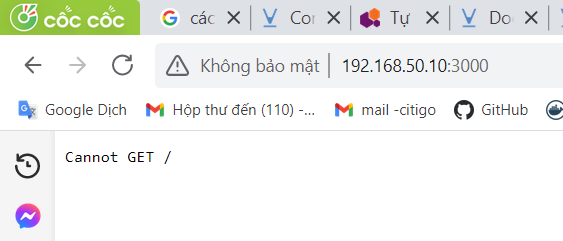 cốc cốc các Cor Tự Doc
Không bảo mật 192.168.50.10:3000
Google Dịch Hộp thư đến (110) -... mail -citigo GitHub
Cannot GET /